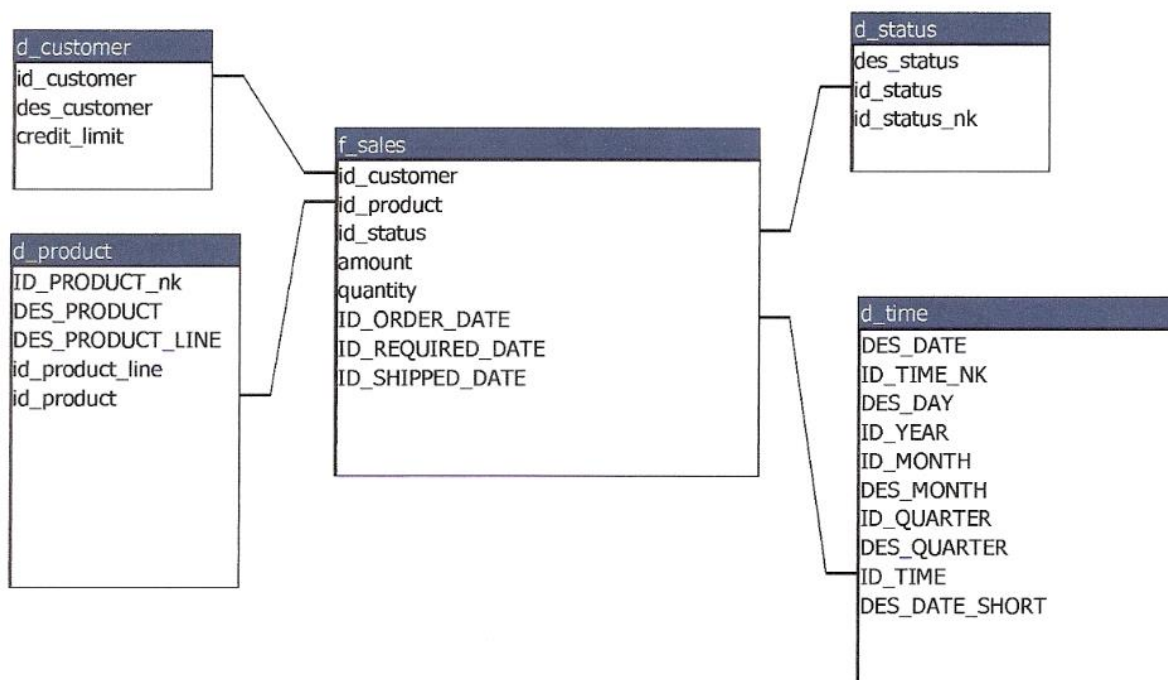 d_customer
id_customer
des_customer
credit_limit
d_product
ID_PRODUCT_nk
DES_PRODUCT
DES_PRODUCT_LINE
id_product_line
id_product
f_sales
id_customer
id_product
id_status
amount
quantity
ID_ORDER_DATE
ID_REQUIRED_DATE
ID_SHIPPED_DATE
d_status
des_status
id_status
id_status_nk
d_time
DES_DATE
ID_TIME_NK
DES_DAY
ID_YEAR
ID_MONTH
DES_MONTH
ID_QUARTER
DES_QUARTER
ID_TIME
DES_DATE_SHORT